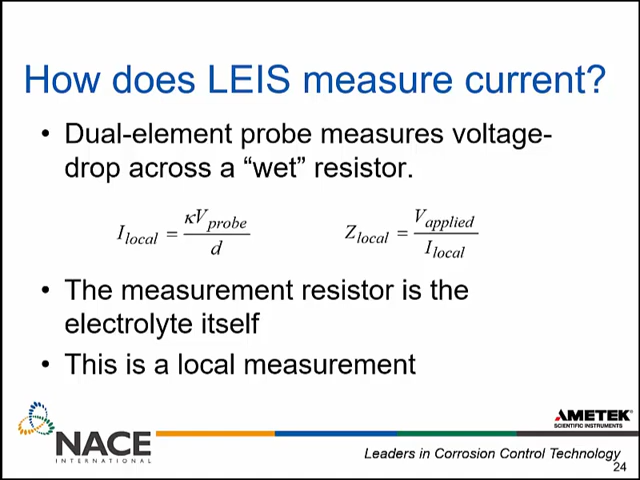 How does LEIS measure current?
• Dual-element probe measures voltage-
drop across a “wet” resistor.
I_local = κV_probe / d
Z_local = V_applied / I_local
• The measurement resistor is the
electrolyte itself
• This is a local measurement
NACE
INTERNATIONAL
AMETEK
SCIENTIFIC INSTRUMENTS
Leaders in Corrosion Control Technology
24